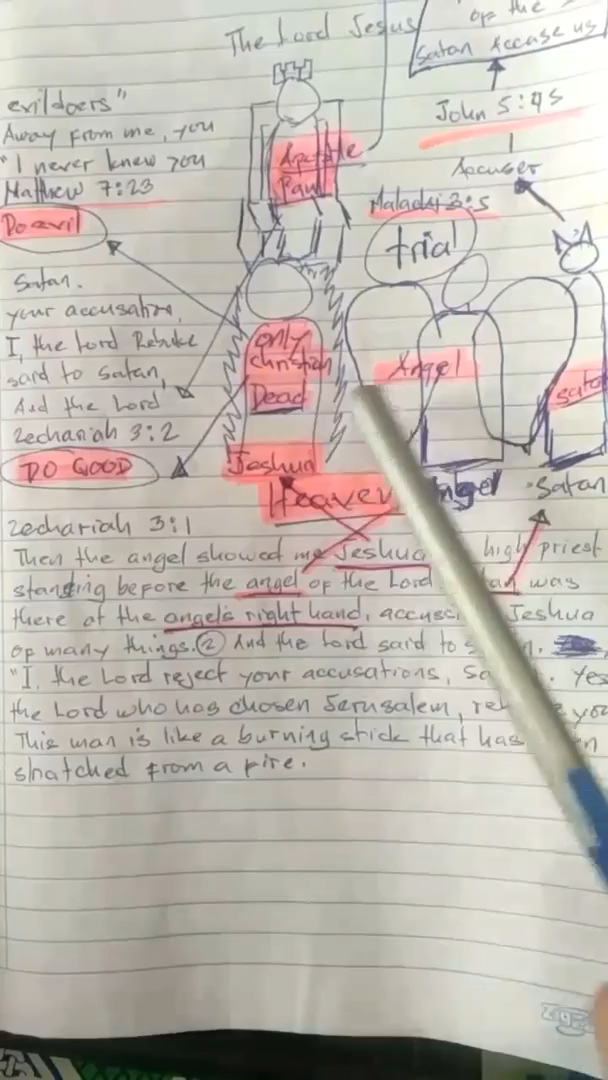 The Lord Jesus
of the
Satan Accuse us
John 5:45
Accuser
evildoers"
Away from me, you
"I never knew you
Matthew 7:23
Do evil
Apostle
Paul
Malachi 3:5
trial
Satan.
your accusation,
I, the Lord Rebuke
said to Satan,
And the Lord
Zechariah 3:2
DO GOOD
only
Christian
Dead
Jeshua
Heaven
Angel
Satan
Angel
Satan
Zechariah 3:1
Then the angel showed me Jeshua high priest
standing before the angel of the Lord. was
there at the angel's right hand, Jeshua
of many things. ② And the Lord said to
"I, the Lord reject your accusations, Yes
the Lord who has chosen Jerusalem, you
This man is like a burning stick that has
snatched from a fire.